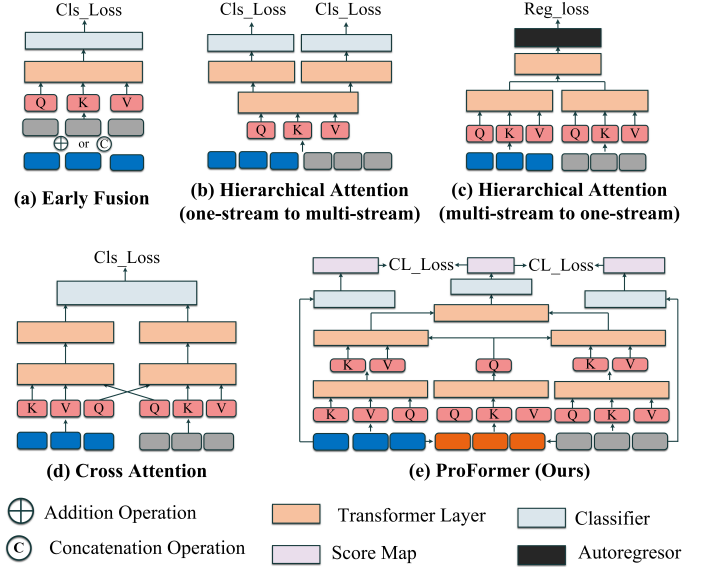 Cls_Loss
Q K V
or C
(a) Early Fusion
Cls_Loss Cls_Loss
Q K V
(b) Hierarchical Attention
(one-stream to multi-stream)
Reg_loss
Q K V Q K V
(c) Hierarchical Attention
(multi-stream to one-stream)
Cls_Loss
K V Q Q K V
(d) Cross Attention
CL_Loss CL_Loss
K V Q K V
K V Q Q K V Q K V
(e) ProFormer (Ours)
Addition Operation
Transformer Layer
Classifier
C Concatenation Operation
Score Map
Autoregresor